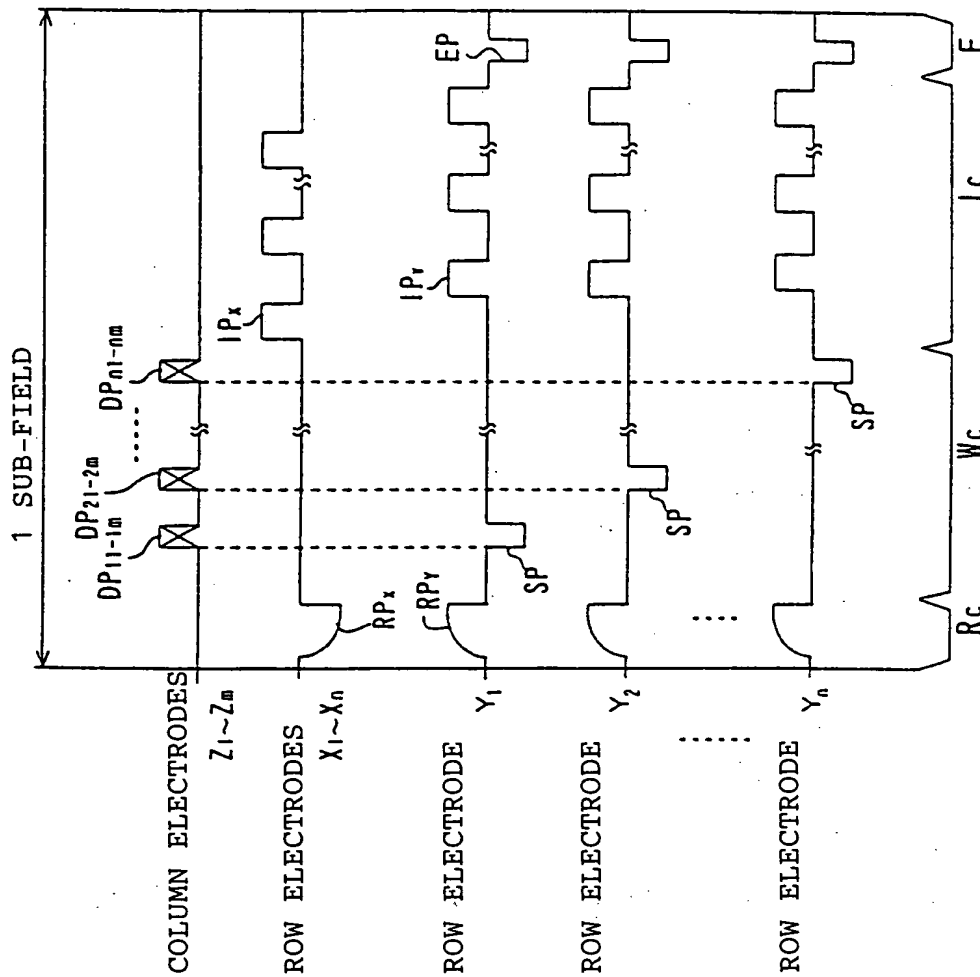 1 SUB-FIELD
DP11-1m
DP21-2m
......
DPn1-nm
COLUMN ELECTRODES
Z1~Zm
ROW ELECTRODES
X1~Xn
RPx
IPx
ROW ELECTRODE
Y1
RPY
SP
IPY
EP
ROW ELECTRODE
Y2
SP
......
......
ROW ELECTRODE
Yn
SP
Rc
Wc
Ic
E